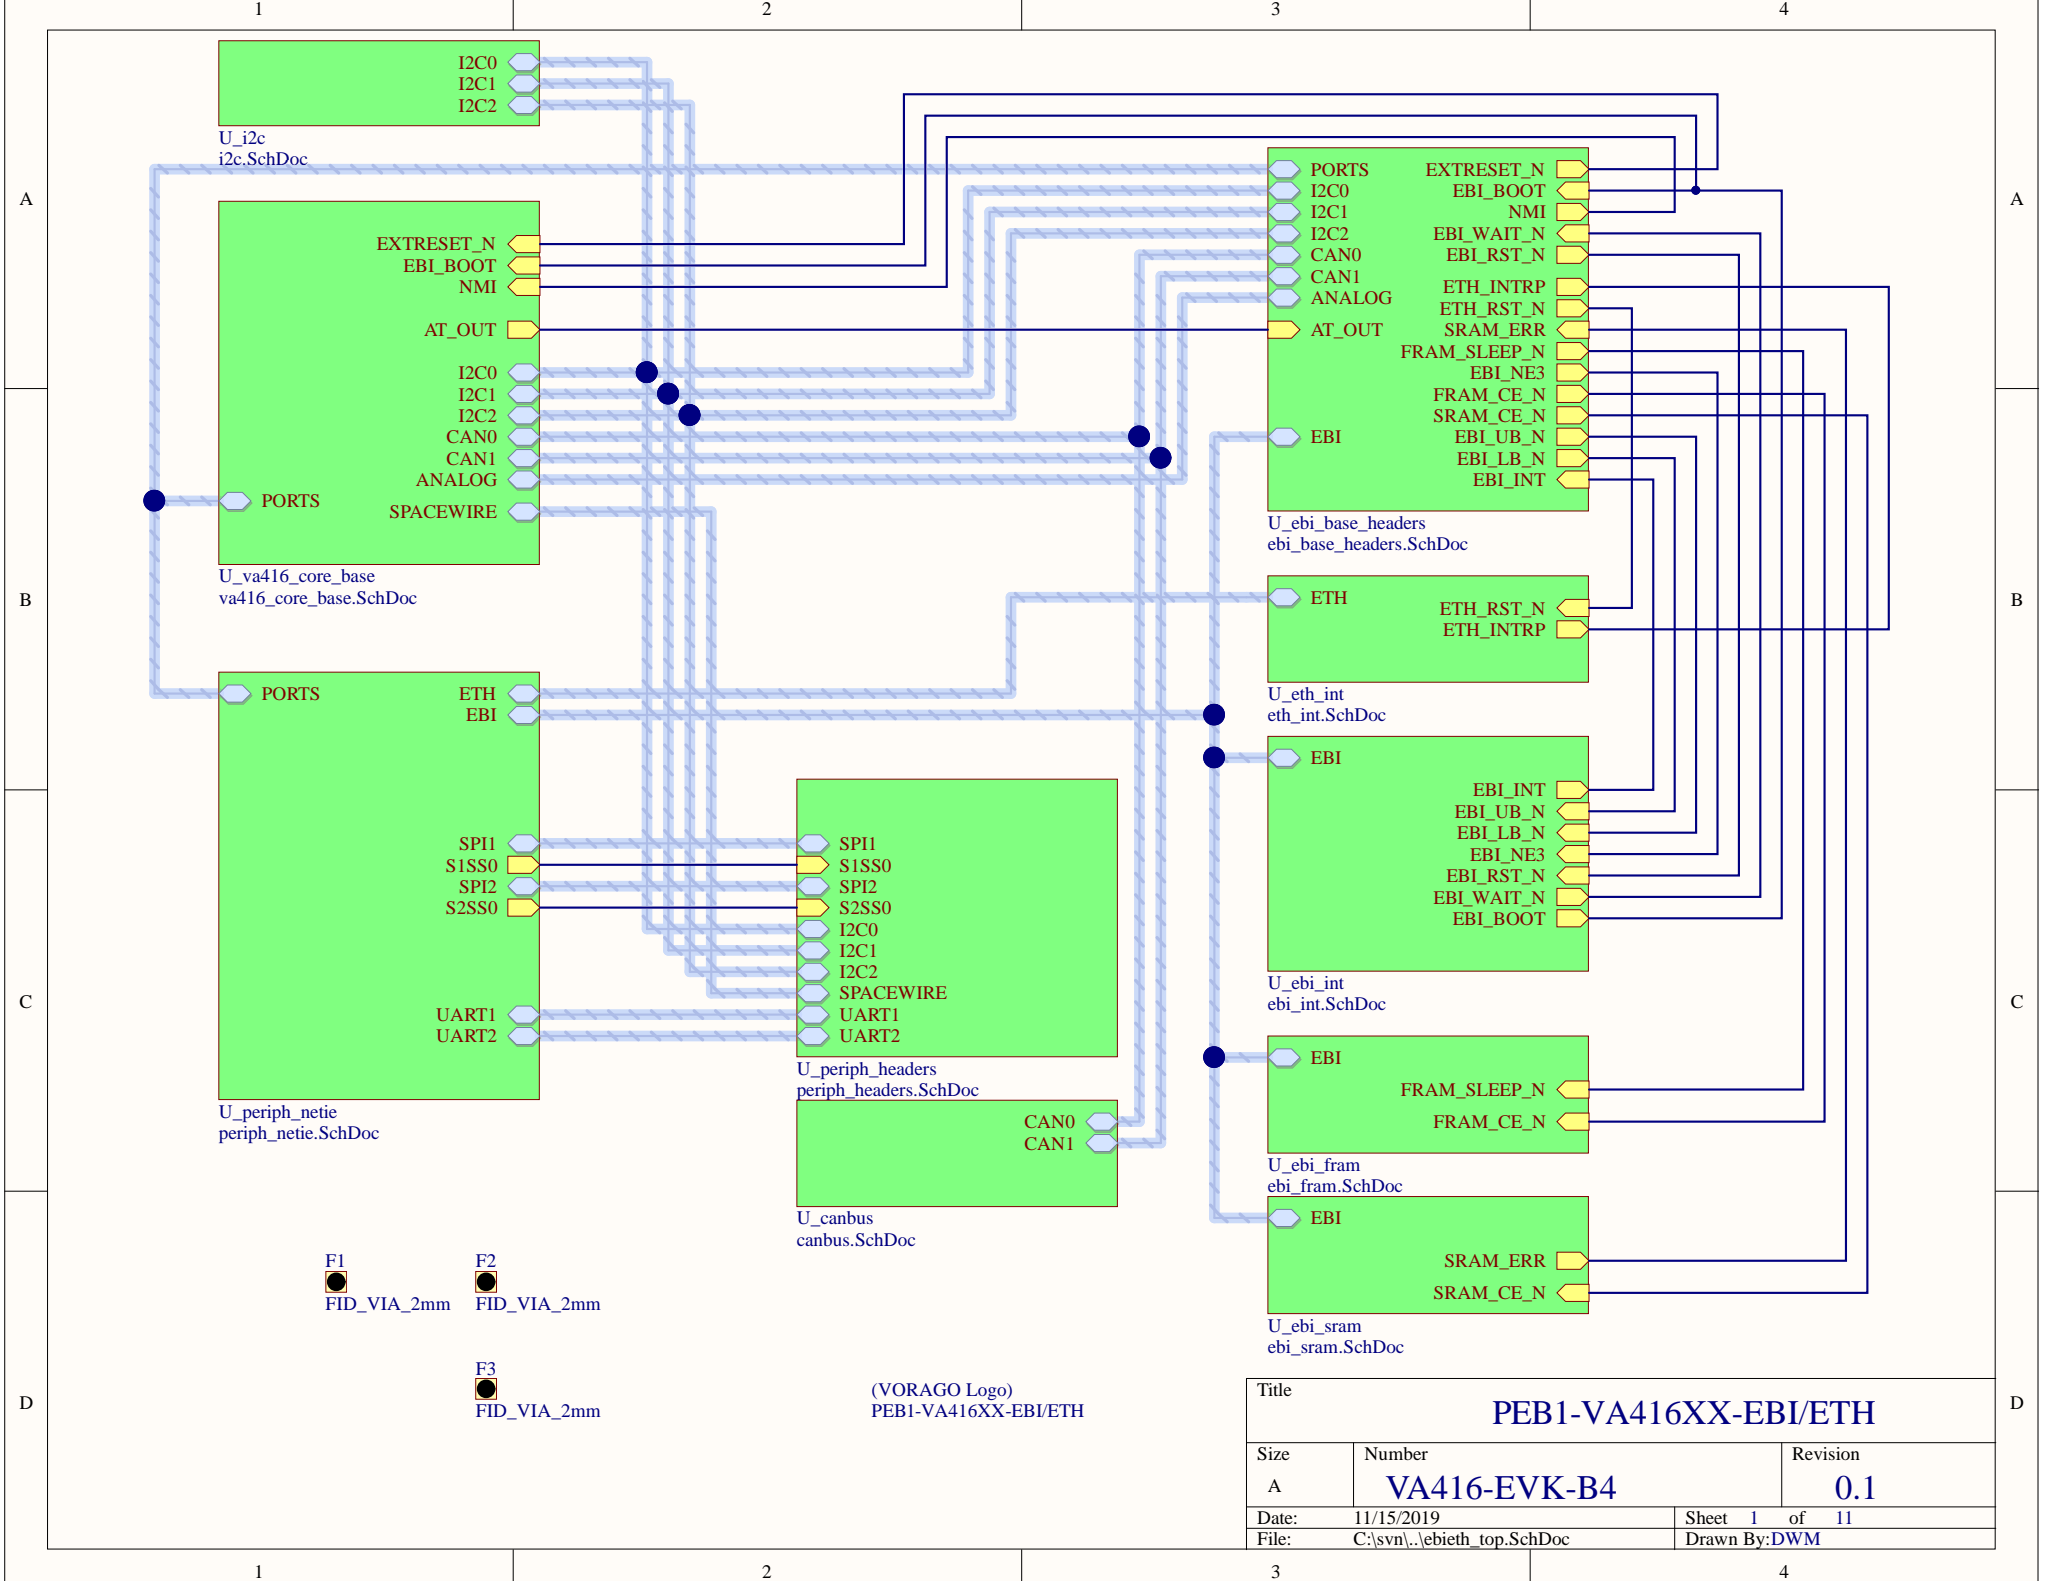 1 2 3 4
A
B
C
D
A
B
C
D
I2C0
I2C1
I2C2
U_i2c
i2c.SchDoc
EXTRESET_N
EBI_BOOT
NMI
AT_OUT
I2C0
I2C1
I2C2
CAN0
CAN1
ANALOG
PORTS
SPACEWIRE
U_va416_core_base
va416_core_base.SchDoc
PORTS
ETH
EBI
SPI1
S1SS0
SPI2
S2SS0
UART1
UART2
U_periph_netie
periph_netie.SchDoc
SPI1
S1SS0
SPI2
S2SS0
I2C0
I2C1
I2C2
SPACEWIRE
UART1
UART2
U_periph_headers
periph_headers.SchDoc
CAN0
CAN1
U_canbus
canbus.SchDoc
PORTS
I2C0
I2C1
I2C2
CAN0
CAN1
ANALOG
AT_OUT
EBI
EXTRESET_N
EBI_BOOT
NMI
EBI_WAIT_N
EBI_RST_N
ETH_INTRP
ETH_RST_N
SRAM_ERR
FRAM_SLEEP_N
EBI_NE3
FRAM_CE_N
SRAM_CE_N
EBI_UB_N
EBI_LB_N
EBI_INT
U_ebi_base_headers
ebi_base_headers.SchDoc
ETH
ETH_RST_N
ETH_INTRP
U_eth_int
eth_int.SchDoc
EBI
EBI_INT
EBI_UB_N
EBI_LB_N
EBI_NE3
EBI_RST_N
EBI_WAIT_N
EBI_BOOT
U_ebi_int
ebi_int.SchDoc
EBI
FRAM_SLEEP_N
FRAM_CE_N
U_ebi_fram
ebi_fram.SchDoc
EBI
SRAM_ERR
SRAM_CE_N
U_ebi_sram
ebi_sram.SchDoc
F1
FID_VIA_2mm
F2
FID_VIA_2mm
F3
FID_VIA_2mm
(VORAGO Logo)
PEB1-VA416XX-EBI/ETH
Title
PEB1-VA416XX-EBI/ETH
Size Number Revision
A VA416-EVK-B4 0.1
Date: 11/15/2019 Sheet 1 of 11
File: C:\svn\..\ebieth_top.SchDoc Drawn By:DWM
1 2 3 4